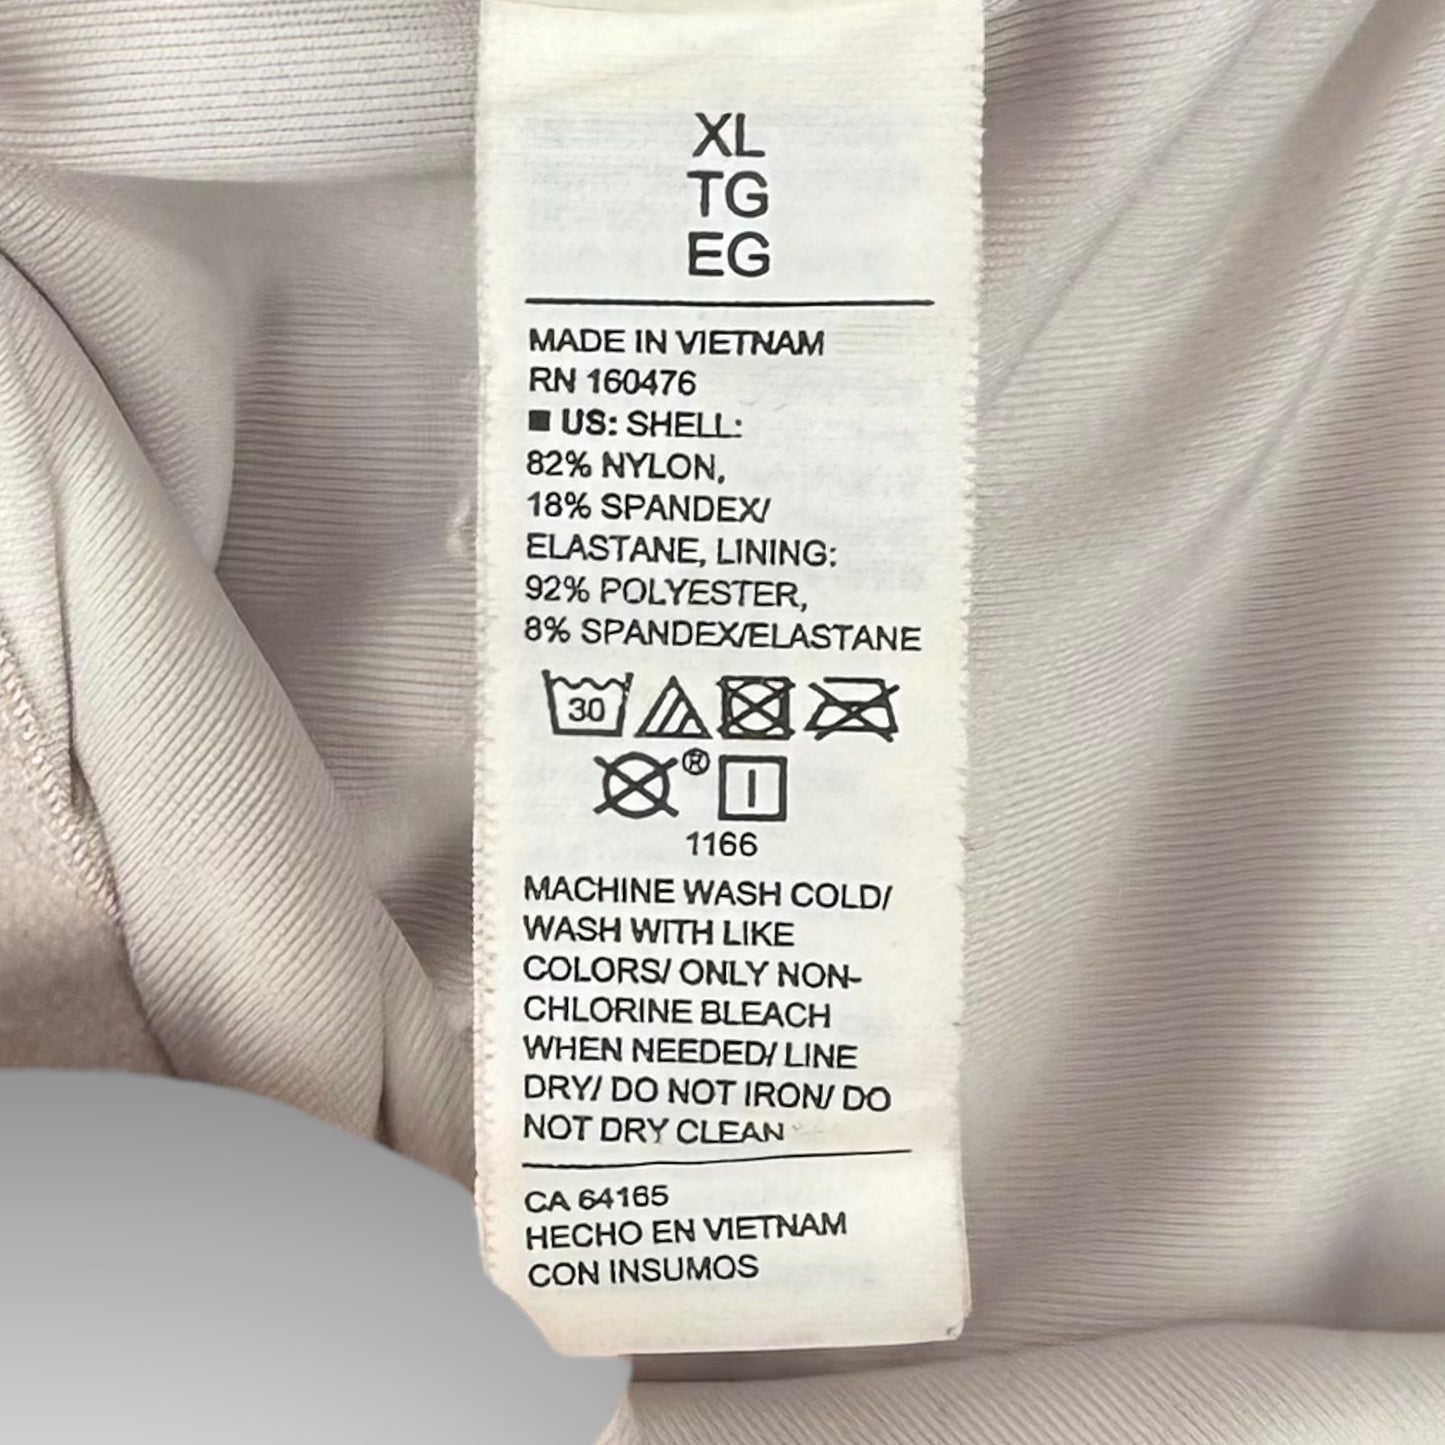 XL
TG
EG
MADE IN VIETNAM
RN 160476
■ US: SHELL:
82% NYLON,
18% SPANDEX/
ELASTANE, LINING:
92% POLYESTER,
8% SPANDEX/ELASTANE
30
®
1166
MACHINE WASH COLD/
WASH WITH LIKE
COLORS/ ONLY NON-
CHLORINE BLEACH
WHEN NEEDED/ LINE
DRY/ DO NOT IRON/ DO
NOT DRY CLEAN
CA 64165
HECHO EN VIETNAM
CON INSUMOS